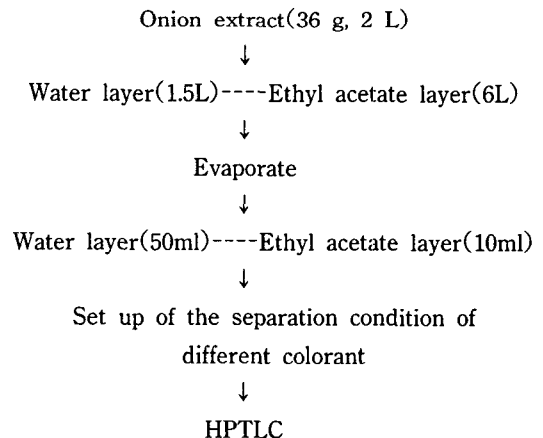 Onion extract(36 g, 2 L)
↓
Water layer(1.5L)----Ethyl acetate layer(6L)
↓
Evaporate
↓
Water layer(50ml)----Ethyl acetate layer(10ml)
↓
Set up of the separation condition of
different colorant
↓
HPTLC